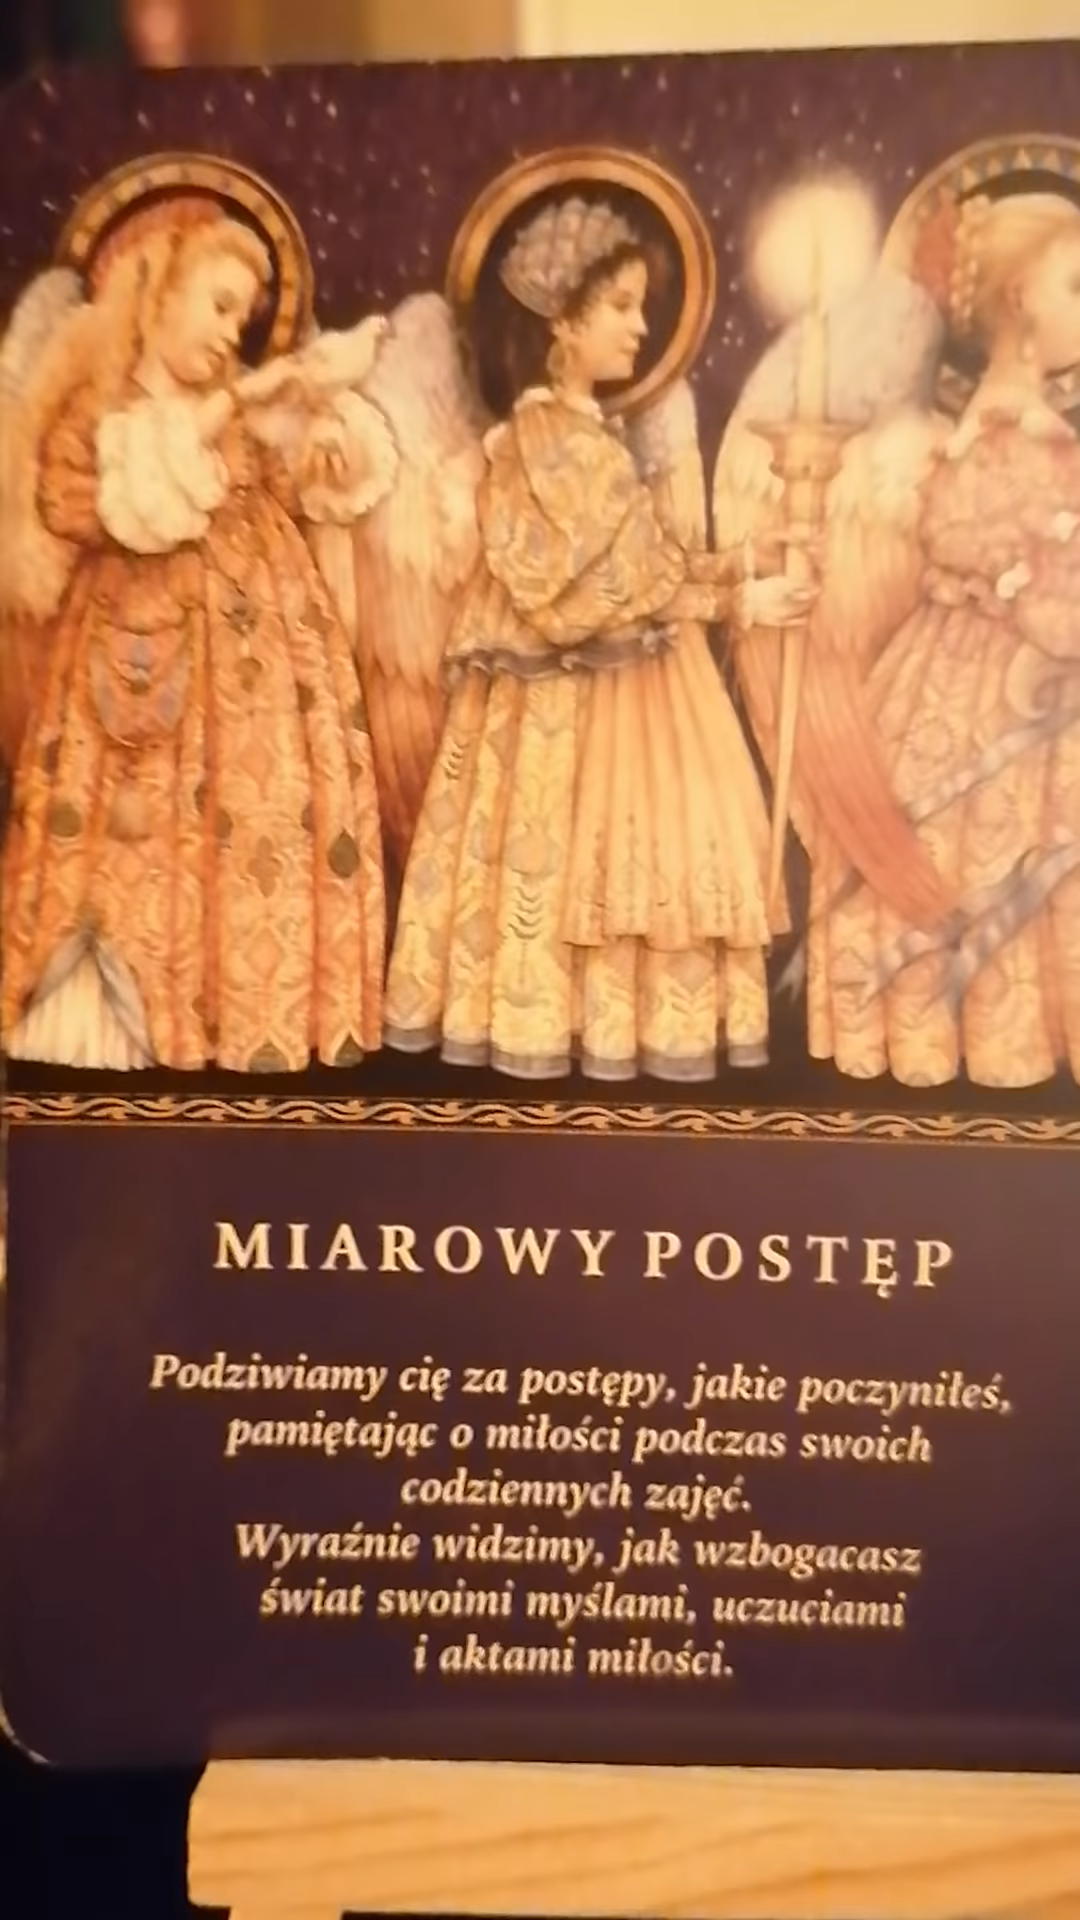 MIAROWY POSTĘP
Podziwiamy cię za postępy, jakie poczyniłeś,
pamiętając o miłości podczas swoich
codziennych zajęć.
Wyraźnie widzimy, jak wzbogacasz
świat swoimi myślami, uczuciami
i aktami miłości.